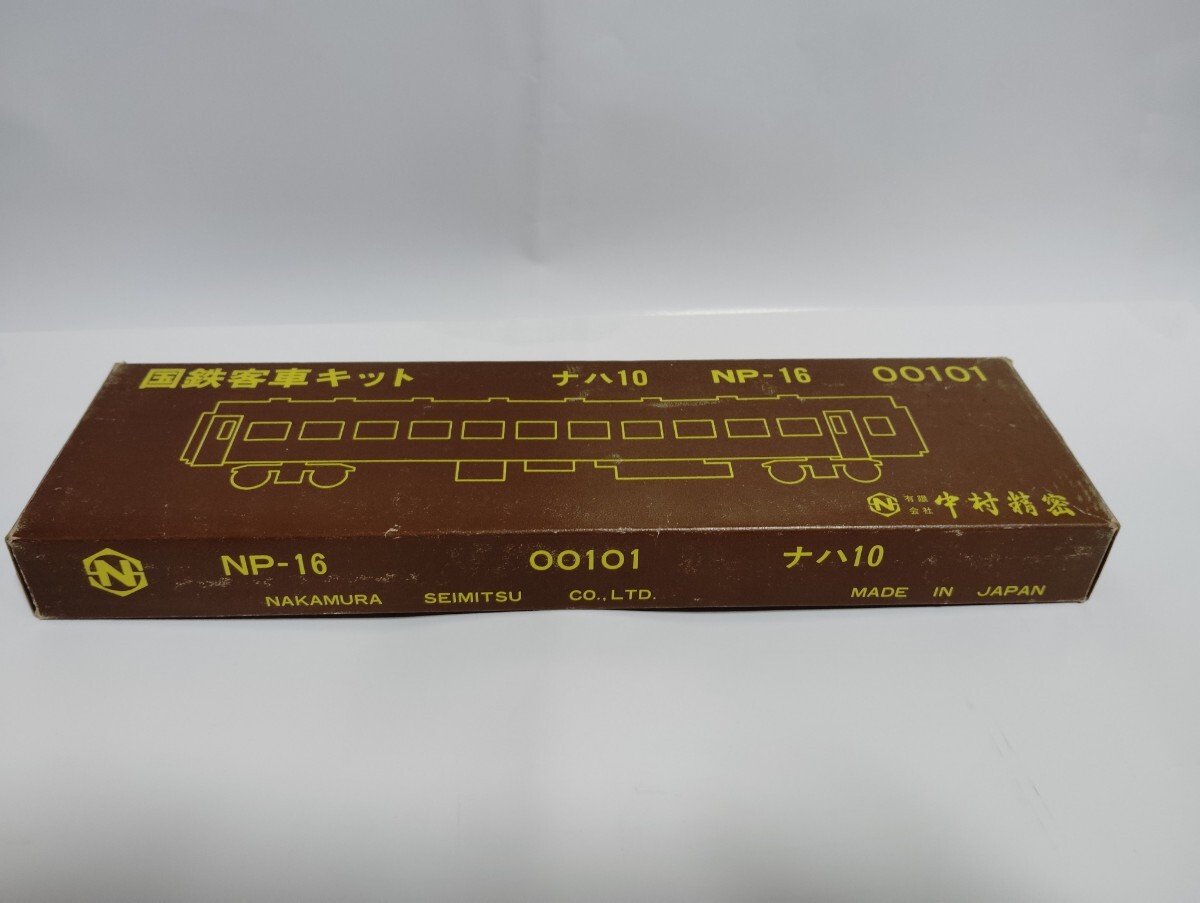 国鉄客車キット ナハ10 NP-16 00101
N 有限会社 中村精密
N NP-16 00101 ナハ10
NAKAMURA SEIMITSU CO.,LTD. MADE IN JAPAN